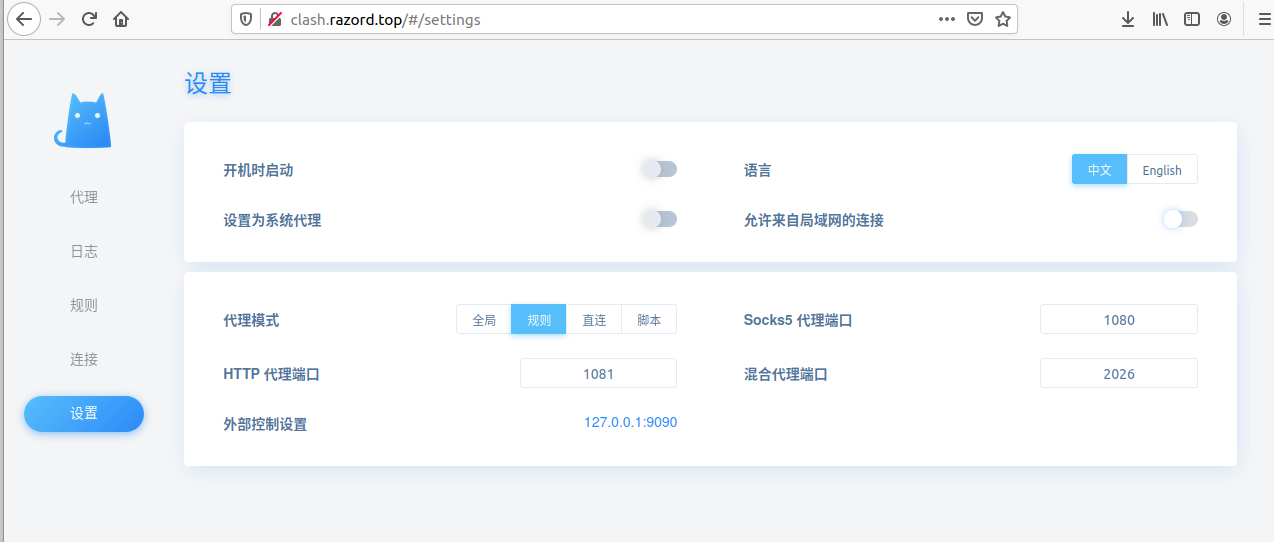 clash.razord.top/#/settings
设置
代理
日志
规则
连接
设置
开机时启动
语言
中文 English
设置为系统代理
允许来自局域网的连接
代理模式
全局 规则 直连 脚本
Socks5 代理端口
1080
HTTP 代理端口
1081
混合代理端口
2026
外部控制设置
127.0.0.1:9090